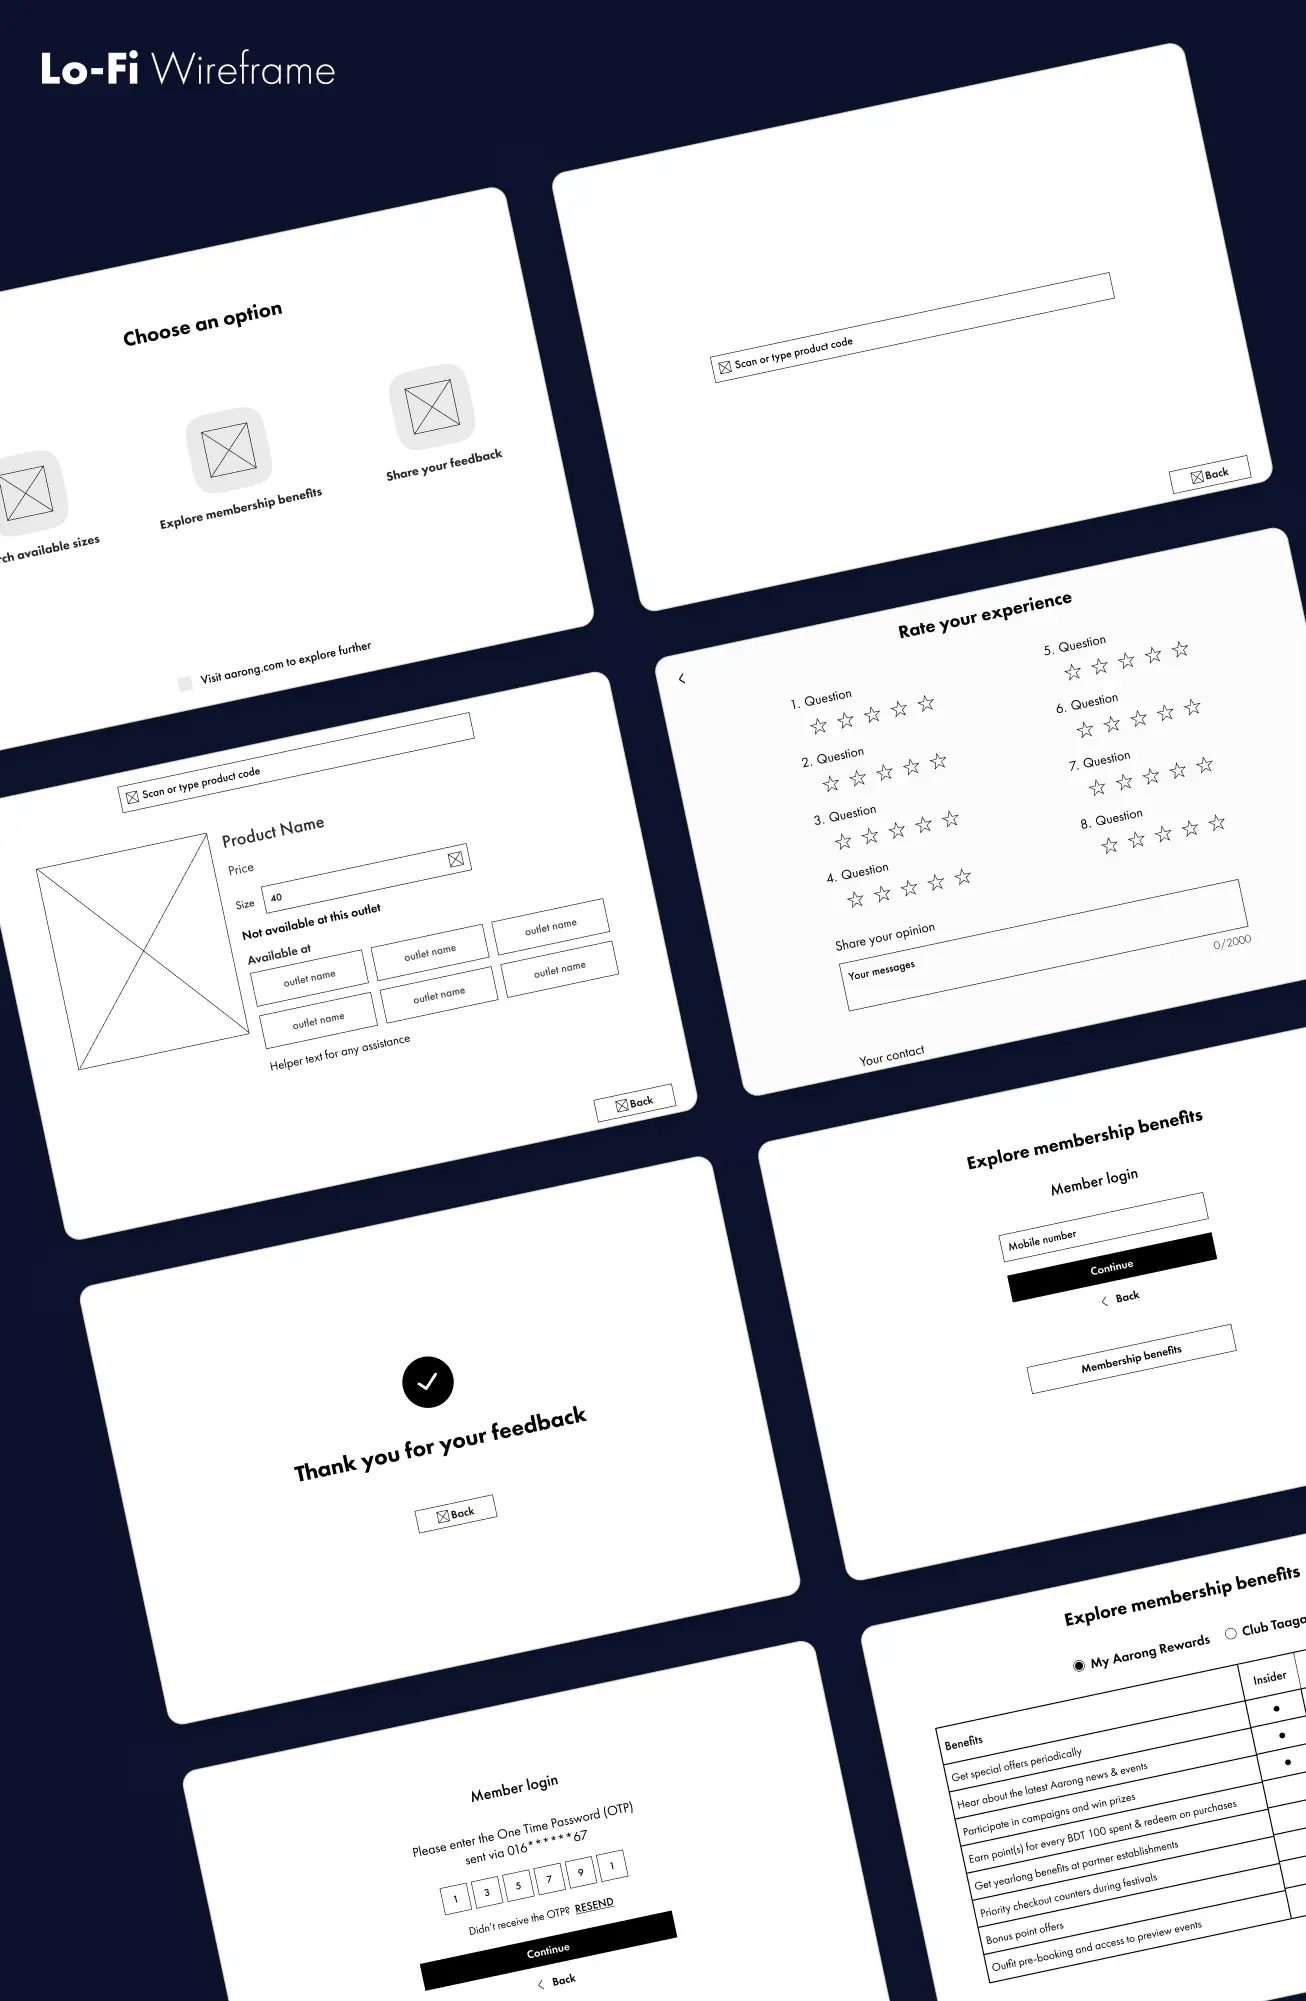 Lo-Fi Wireframe
Choose an option
available sizes
Explore membership benefits
Share your feedback
Visit aarong.com to explore further
Scan or type product code
Back
Scan or type product code
Product Name
Price
Size 40
Not available at this outlet
Available at
outlet name outlet name outlet name
outlet name outlet name outlet name
Helper text for any assistance
Back
Rate your experience
1. Question
2. Question
3. Question
4. Question
5. Question
6. Question
7. Question
8. Question
Share your opinion
Your messages
0/2000
Your contact
Thank you for your feedback
Back
Explore membership benefits
Member login
Mobile number
Continue
Back
Membership benefits
Member login
Please enter the One Time Password (OTP)
sent via 016******67
1 3 5 7 9 1
Didn't receive the OTP? RESEND
Continue
Back
Explore membership benefits
My Aarong Rewards Club
Benefits Insider
Get special offers periodically
Hear about the latest Aarong news & events
Participate in campaigns and win prizes
Earn point(s) for every BDT 100 spent & redeem on purchases
Get yearlong benefits at partner establishments
Priority checkout counters during festivals
Bonus point offers
Outfit pre-booking and access to preview events